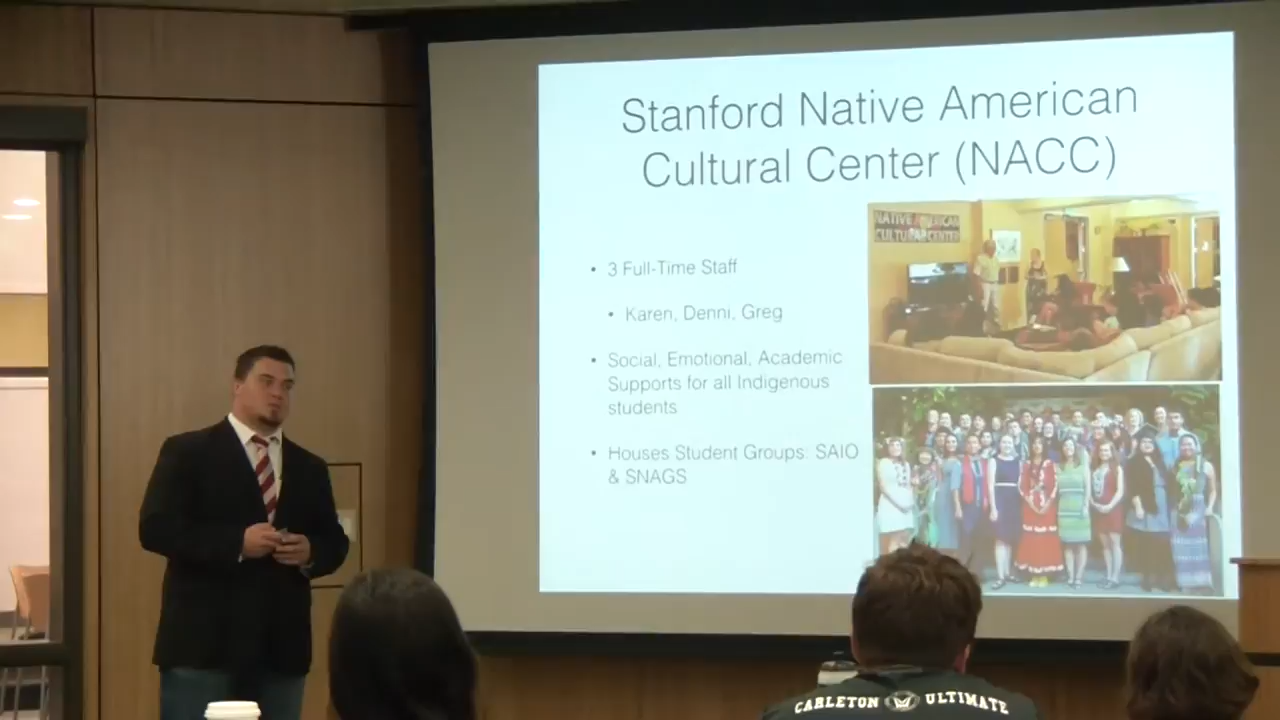 Stanford Native American
Cultural Center (NACC)
• 3 Full-Time Staff
• Karen, Denni, Greg
• Social, Emotional, Academic
Supports for all Indigenous
students
• Houses Student Groups: SAIO
& SNAGS
NATIVE AMERICAN
CULTURAL CENTER
CARLETON ULTIMATE